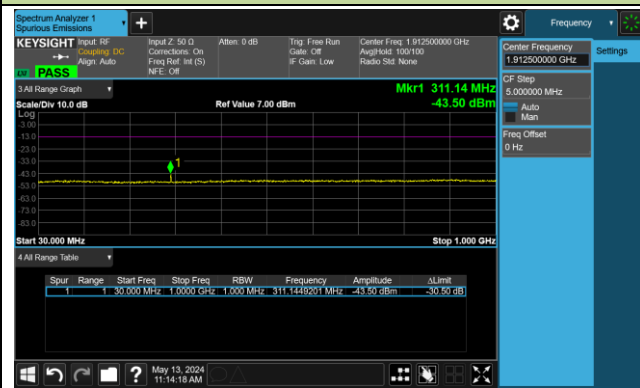 Spectrum Analyzer 1
Spurious Emissions
Frequency
KEYSIGHT
Input: RF
Coupling: DC
Align: Auto
Input Z: 50 Ω
Corrections: On
Freq Ref: Int (S)
NFE: Off
Atten: 0 dB
Trig: Free Run
Gate: Off
IF Gain: Low
Center Freq: 1.912500000 GHz
Avg|Hold: 100/100
Radio Std: None
PASS
Center Frequency
1.912500000 GHz
Settings
CF Step
5.000000 MHz
Auto
Man
Freq Offset
0 Hz
3 All Range Graph
Mkr1 311.14 MHz
Scale/Div 10.0 dB
Ref Value 7.00 dBm
-43.50 dBm
Log
-3.00
-13.0
-23.0
-33.0
-43.0
-53.0
-63.0
-73.0
-83.0
1
Start 30.000 MHz
Stop 1.000 GHz
4 All Range Table
Spur Range Start Freq Stop Freq RBW Frequency Amplitude ΔLimit
1 1 30.000 MHz 1.0000 GHz 1.000 MHz 311.1449201 MHz -43.50 dBm -30.50 dB
May 13, 2024
11:14:18 AM